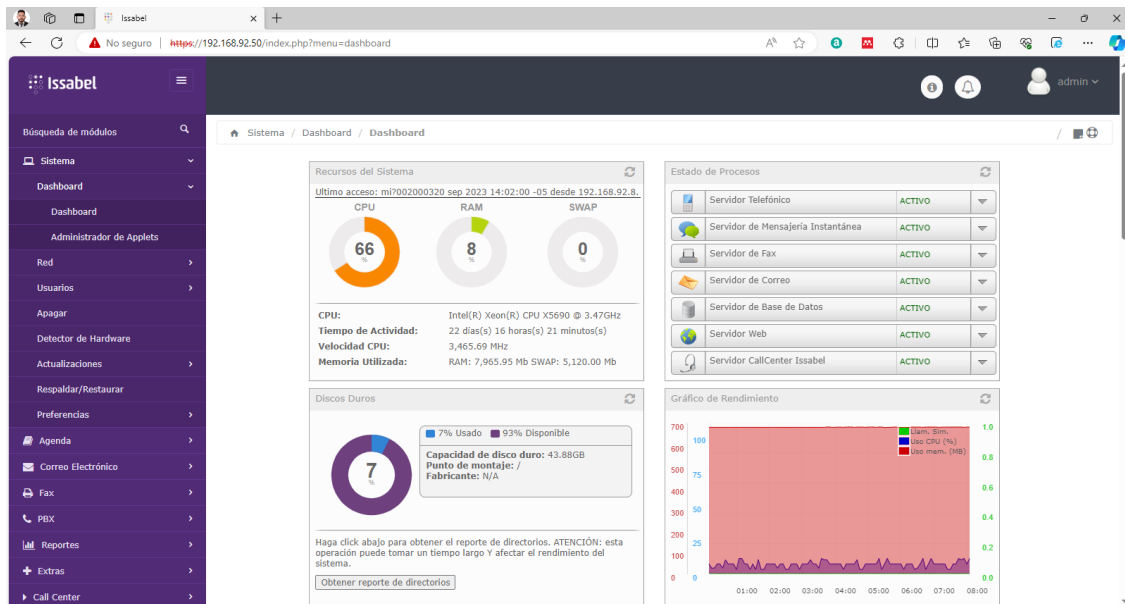 Issabel
No seguro
https://192.168.92.50/index.php?menu=dashboard
Issabel
admin
Búsqueda de módulos
Sistema / Dashboard / Dashboard
/
Sistema
Dashboard
Dashboard
Administrador de Applets
Red
Usuarios
Apagar
Detector de Hardware
Actualizaciones
Respaldar/Restaurar
Preferencias
Agenda
Correo Electrónico
Fax
PBX
Reportes
Extras
Call Center
Recursos del Sistema
Ultimo acceso: mi?002000320 sep 2023 14:02:00 -05 desde 192.168.92.8.
CPU RAM SWAP
66 8 0
% % %
CPU: Intel(R) Xeon(R) CPU X5690 @ 3.47GHz
Tiempo de Actividad: 22 días(s) 16 horas(s) 21 minutos(s)
Velocidad CPU: 3,465.69 MHz
Memoria Utilizada: RAM: 7,965.95 Mb SWAP: 5,120.00 Mb
Estado de Procesos
Servidor Telefónico ACTIVO
Servidor de Mensajería Instantánea ACTIVO
Servidor de Fax ACTIVO
Servidor de Correo ACTIVO
Servidor de Base de Datos ACTIVO
Servidor Web ACTIVO
Servidor CallCenter Issabel ACTIVO
Discos Duros
7
%
7% Usado 93% Disponible
Capacidad de disco duro: 43.88GB
Punto de montaje: /
Fabricante: N/A
Haga click abajo para obtener el reporte de directorios. ATENCIÓN: esta
operación puede tomar un tiempo largo Y afectar el rendimiento del
sistema.
Obtener reporte de directorios
Gráfico de Rendimiento
Llam. Sim.
Uso CPU (%)
Uso mem. (MB)
700 1.0
100
600 0.8
500 75
0.6
400
300 50
0.4
200
25 0.2
100
0 0 0.0
01:00 02:00 03:00 04:00 05:00 06:00 07:00 08:00